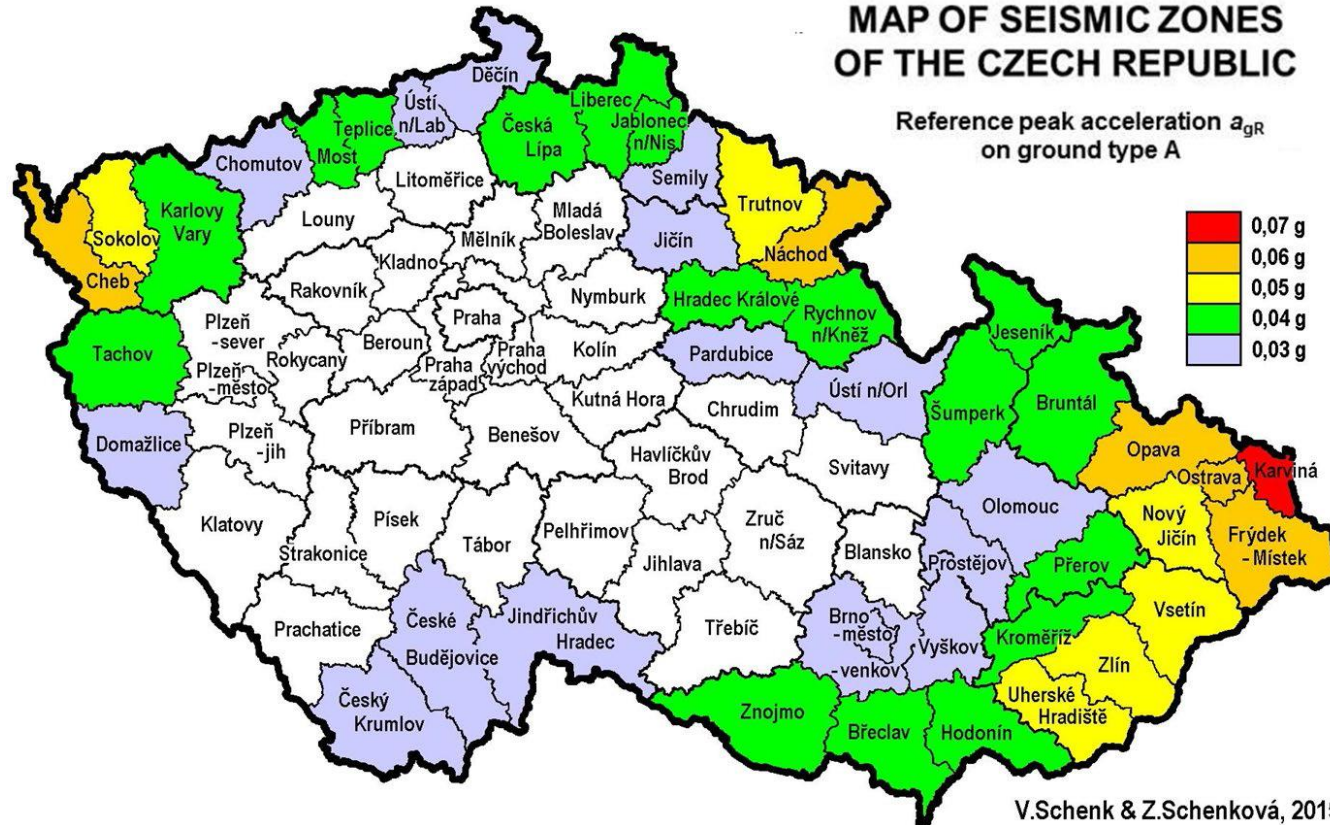 MAP OF SEISMIC ZONES
OF THE CZECH REPUBLIC
Reference peak acceleration agR
on ground type A
0,07 g
0,06 g
0,05 g
0,04 g
0,03 g
Děčín
Ústí
n/Lab
Teplice
Most
Chomutov
Česká
Lípa
Liberec
Jablonec
n/Nis
Semily
Litoměřice
Louny
Karlovy
Vary
Sokolov
Cheb
Mladá
Boleslav
Mělník
Kladno
Rakovník
Jičín
Trutnov
Náchod
Nymburk
Hradec Králové
Rychnov
n/Kněž
Praha
Plzeň
-sever
Rokycany
Beroun
Praha
západ
Praha
východ
Kolín
Pardubice
Tachov
Plzeň
-město
Kutná Hora
Chrudim
Ústí n/Orl
Jeseník
Šumperk
Bruntál
Domažlice
Plzeň
-jih
Příbram
Benešov
Havlíčkův
Brod
Svitavy
Opava
Ostrava
Karviná
Klatovy
Strakonice
Písek
Tábor
Pelhřimov
Jihlava
Zruč
n/Sáz
Blansko
Olomouc
Prostějov
Přerov
Nový
Jičín
Frýdek
- Místek
Prachatice
České
Budějovice
Jindřichův
Hradec
Třebíč
Brno
-město
-venkov
Vyškov
Kroměříž
Vsetín
Zlín
Český
Krumlov
Znojmo
Břeclav
Hodonín
Uherské
Hradiště
V.Schenk & Z.Schenková,